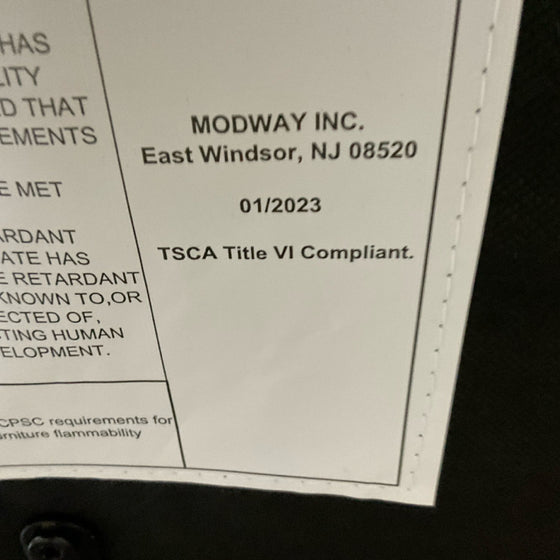 HAS
LITY
D THAT
EMENTS
E MET
ARDANT
ATE HAS
E RETARDANT
KNOWN TO,OR
ECTED OF,
TING HUMAN
ELOPMENT.
CPSC requirements for
urniture flammability
MODWAY INC.
East Windsor, NJ 08520
01/2023
TSCA Title VI Compliant.